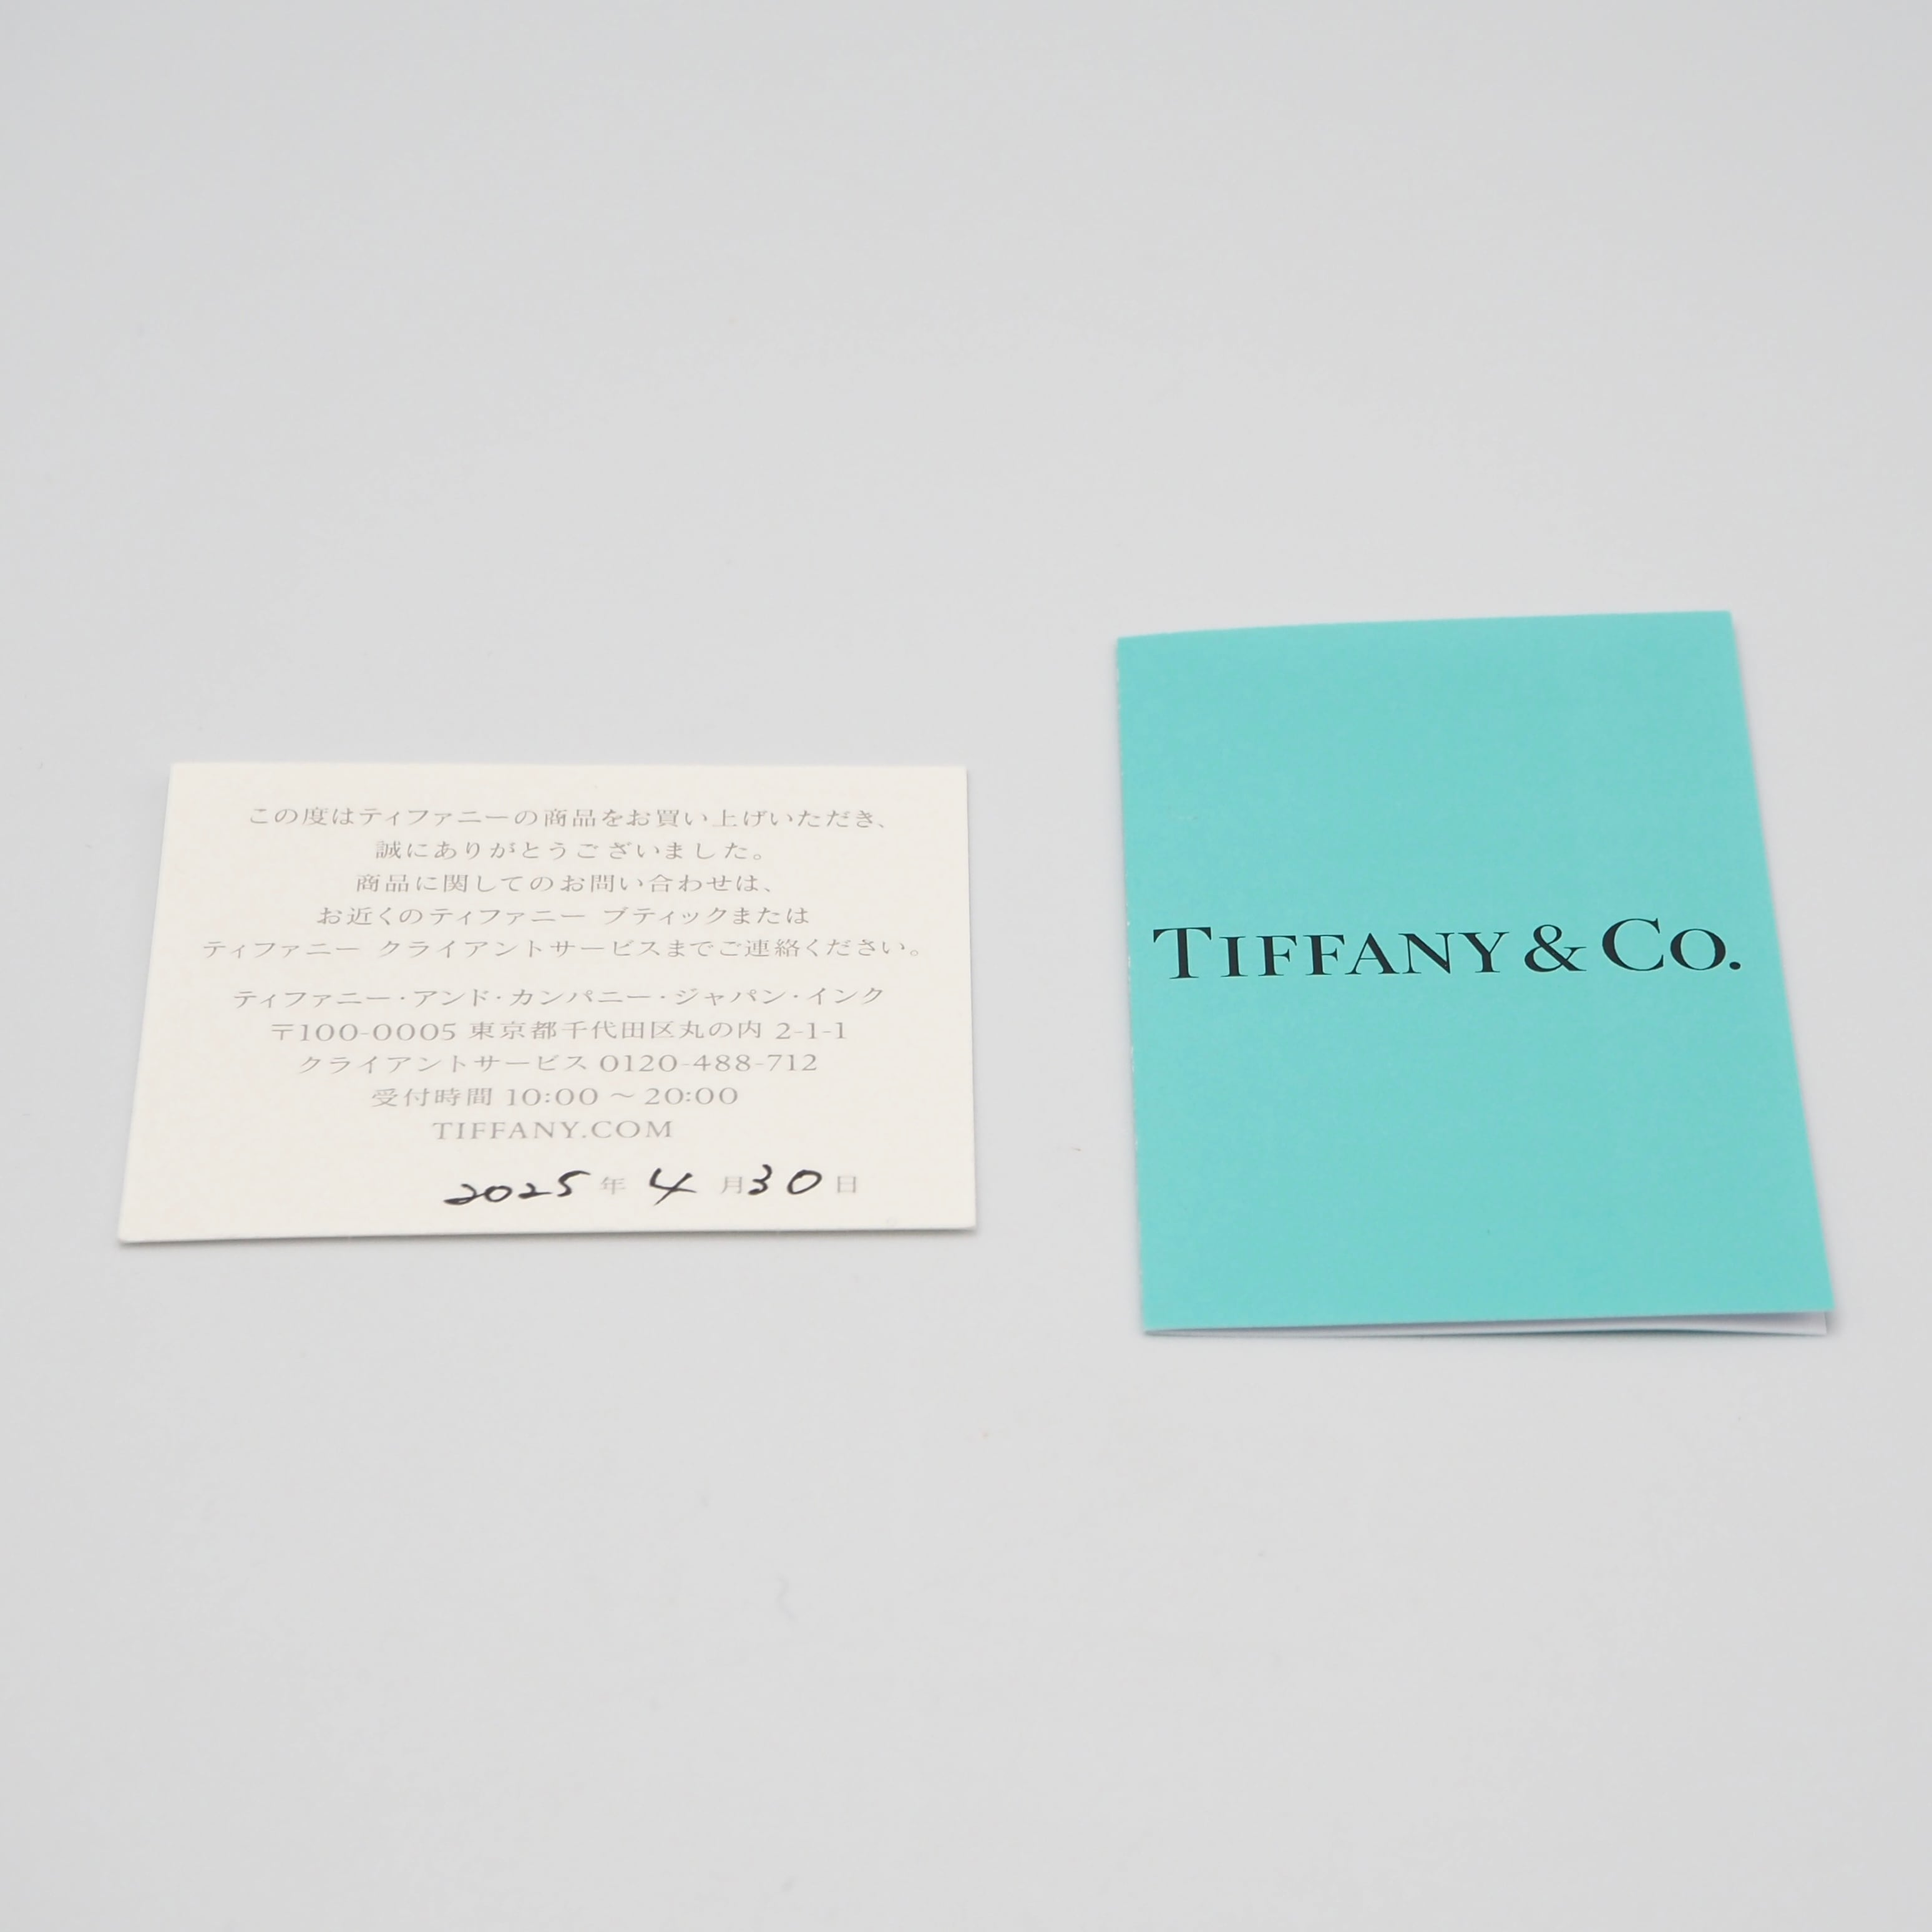 この度はティファニーの商品をお買い上げいただき、
誠にありがとうございました。
商品に関してのお問い合わせは、
お近くのティファニー ブティックまたは
ティファニー クライアントサービスまでご連絡ください。
ティファニー・アンド・カンパニー・ジャパン・インク
〒100-0005 東京都千代田区丸の内 2-1-1
クライアントサービス 0120-488-712
受付時間 10:00 ~ 20:00
TIFFANY.COM
2025 年 4 月 30 日
TIFFANY & CO.